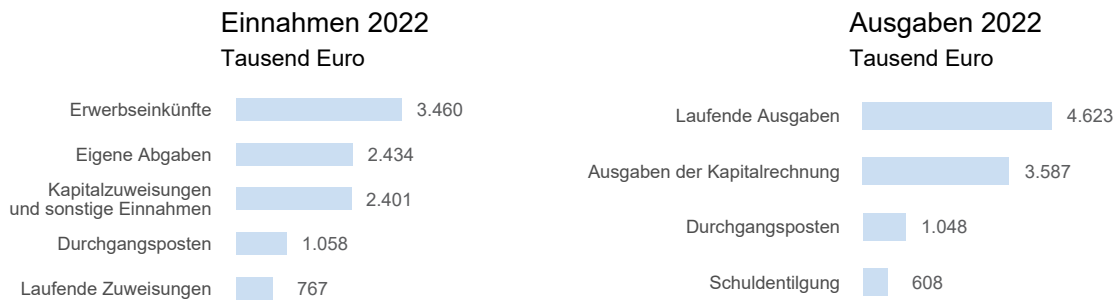 Einnahmen 2022
Tausend Euro
Erwerbseinkünfte 3.460
Eigene Abgaben 2.434
Kapitalzuweisungen
und sonstige Einnahmen 2.401
Durchgangsposten 1.058
Laufende Zuweisungen 767
Ausgaben 2022
Tausend Euro
Laufende Ausgaben 4.623
Ausgaben der Kapitalrechnung 3.587
Durchgangsposten 1.048
Schuldentilgung 608